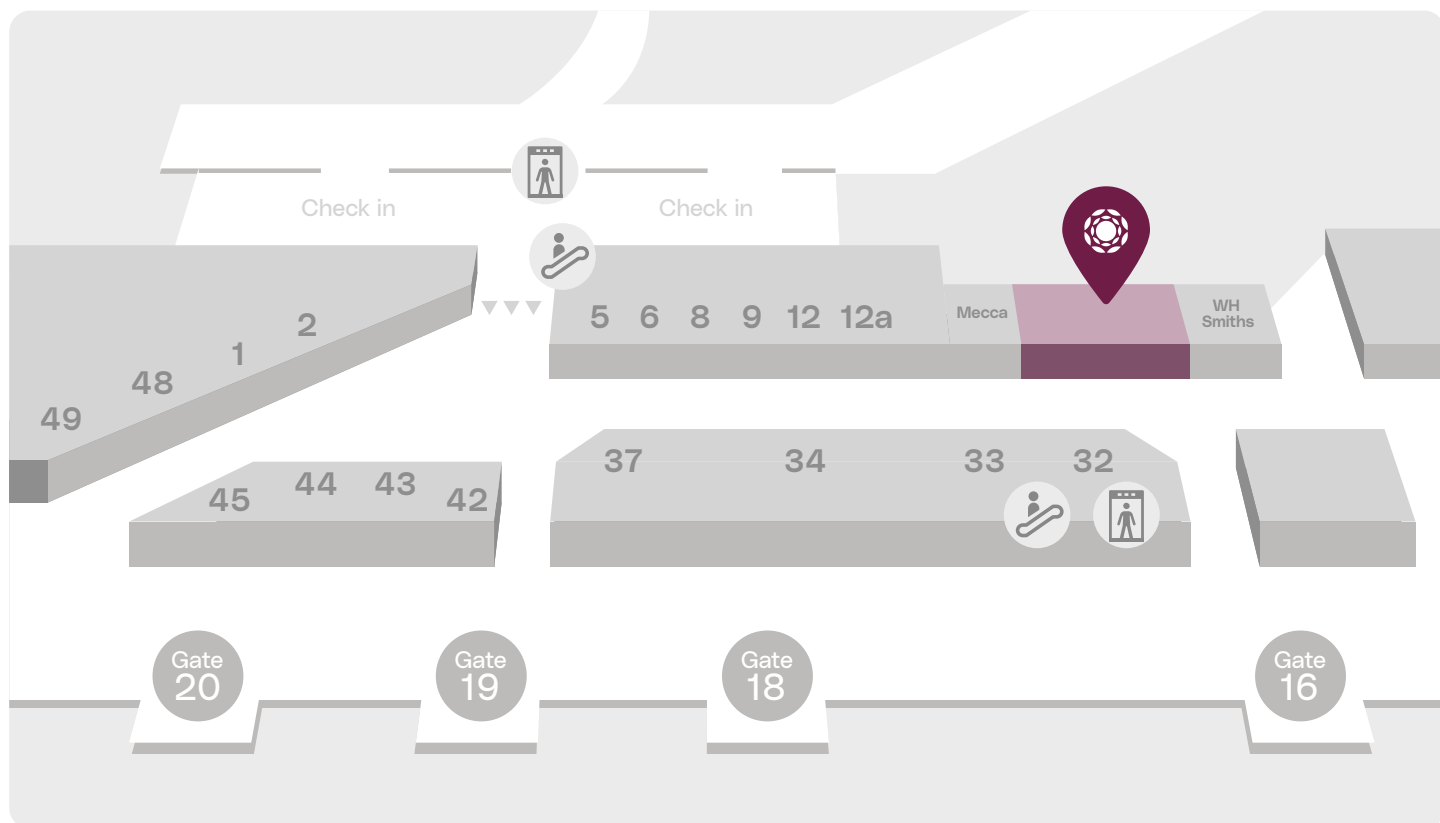 Check in
Check in
5 6 8 9 12 12a
Mecca
WH
Smiths
2
1
48
49
37 34 33 32
45 44 43 42
Gate
20
Gate
19
Gate
18
Gate
16